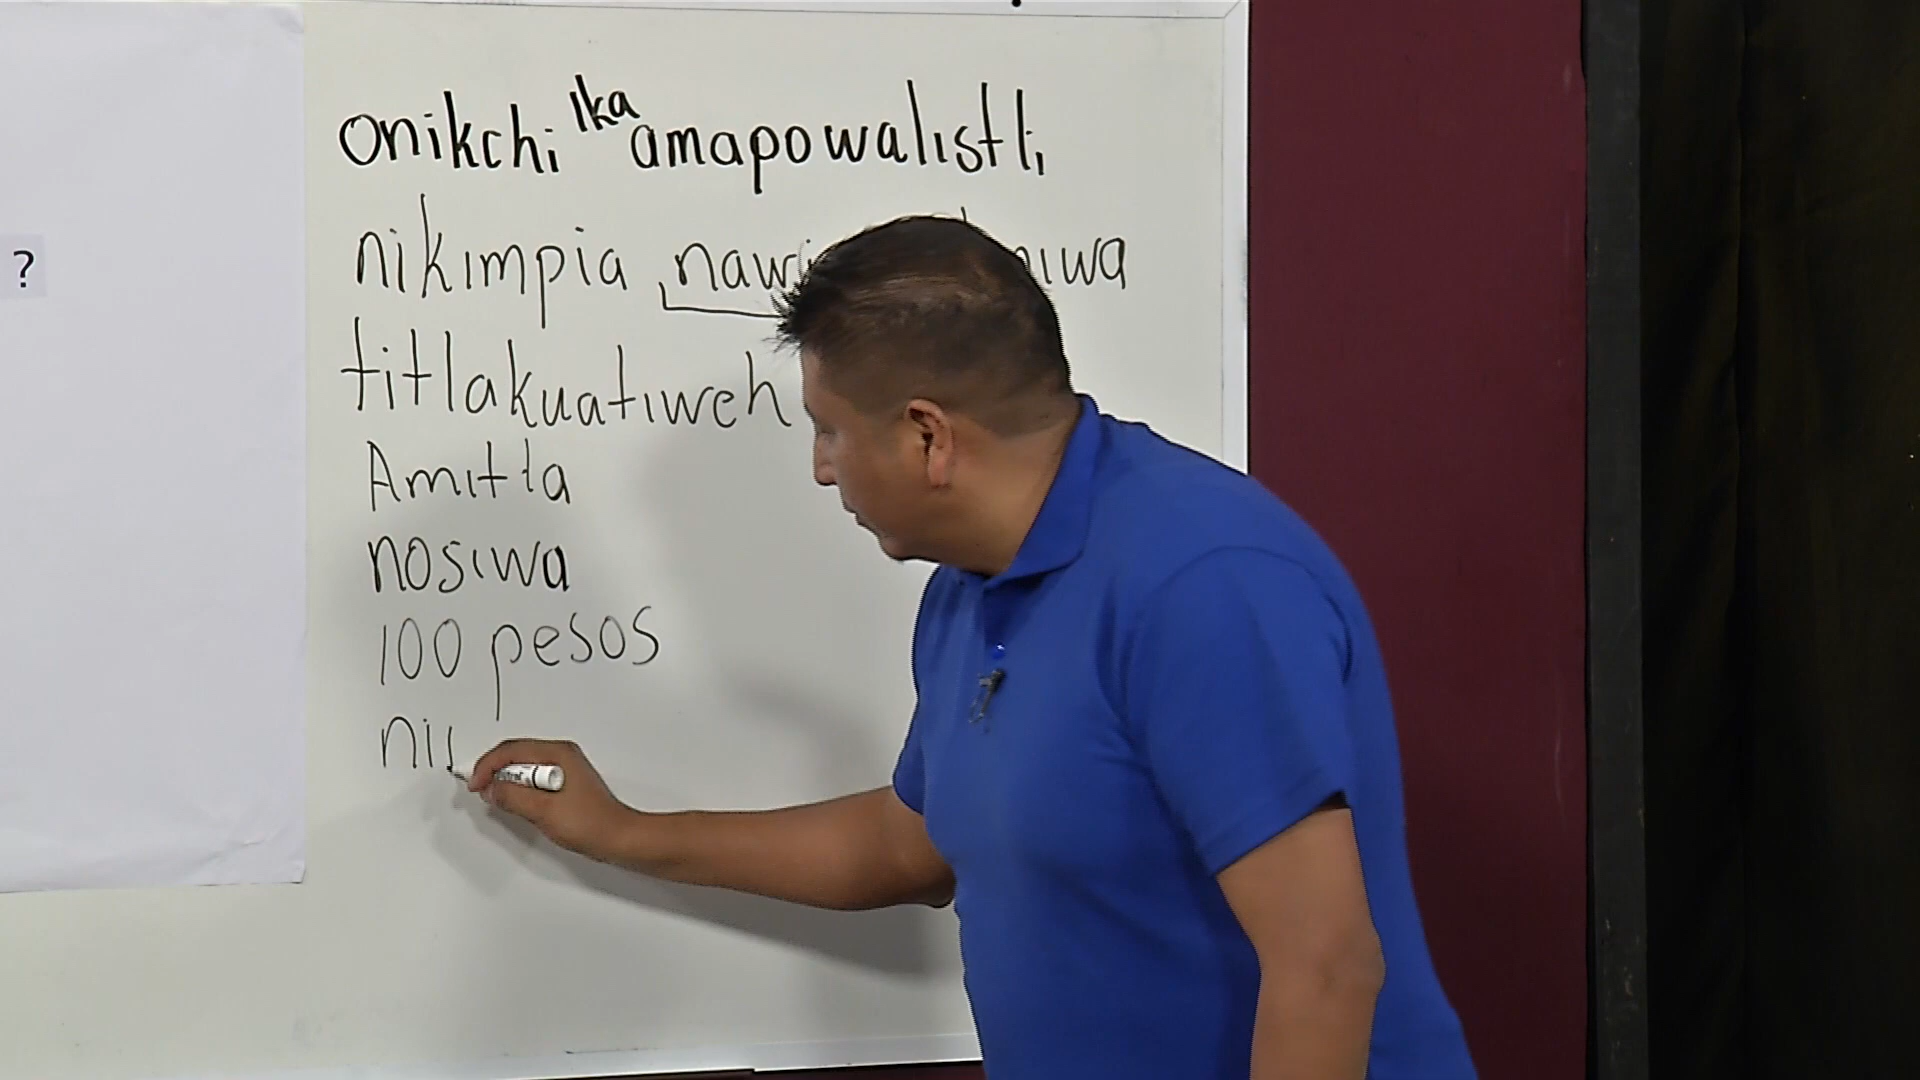 ?
onikchi ika amapowalistli
nikimpia
titlakuatiweh
Amitla
nosiwa
100 pesos